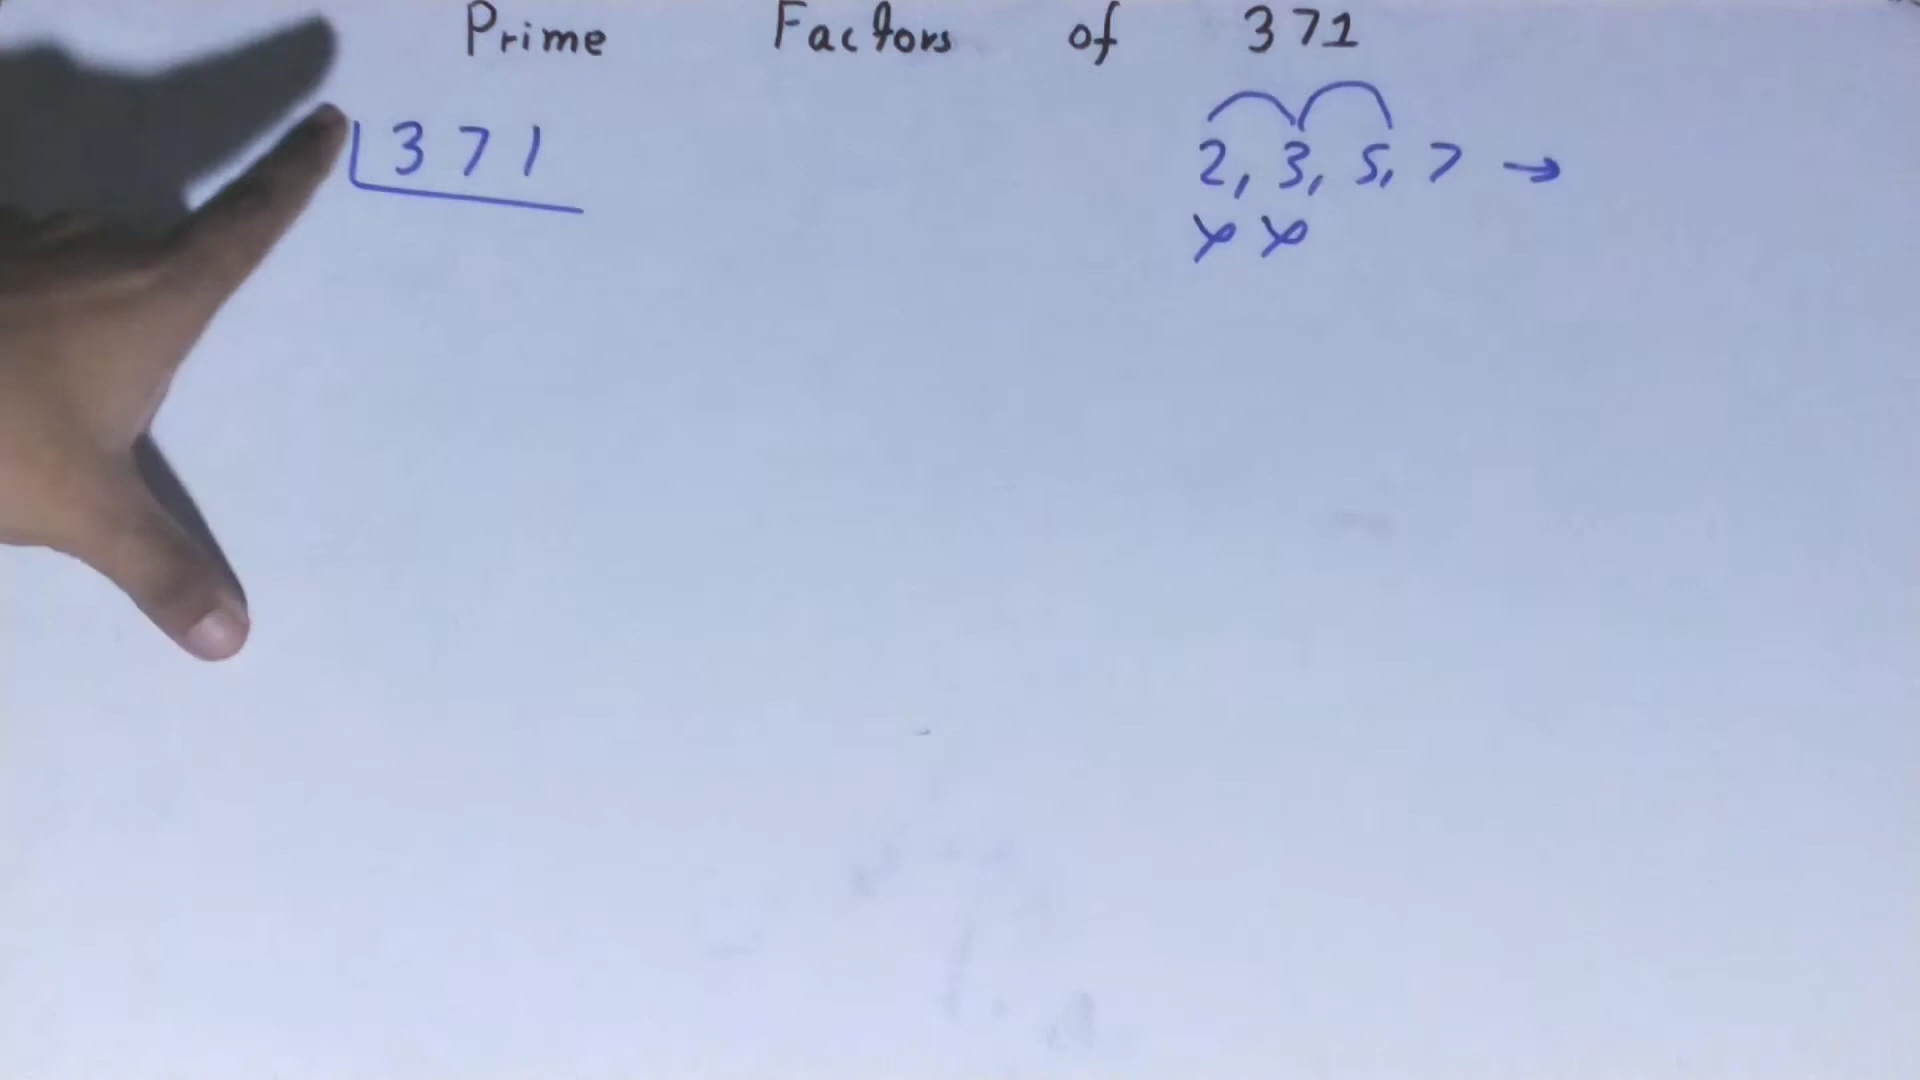 Prime Factors of 371
371
2, 3, 5, 7 →
x x